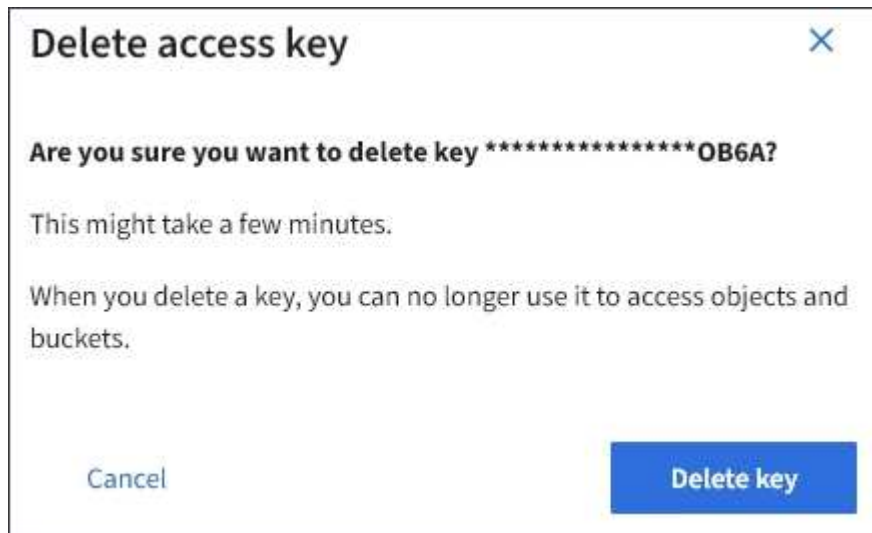 Delete access key
Are you sure you want to delete key ****************OB6A?
This might take a few minutes.
When you delete a key, you can no longer use it to access objects and
buckets.
Cancel
Delete key